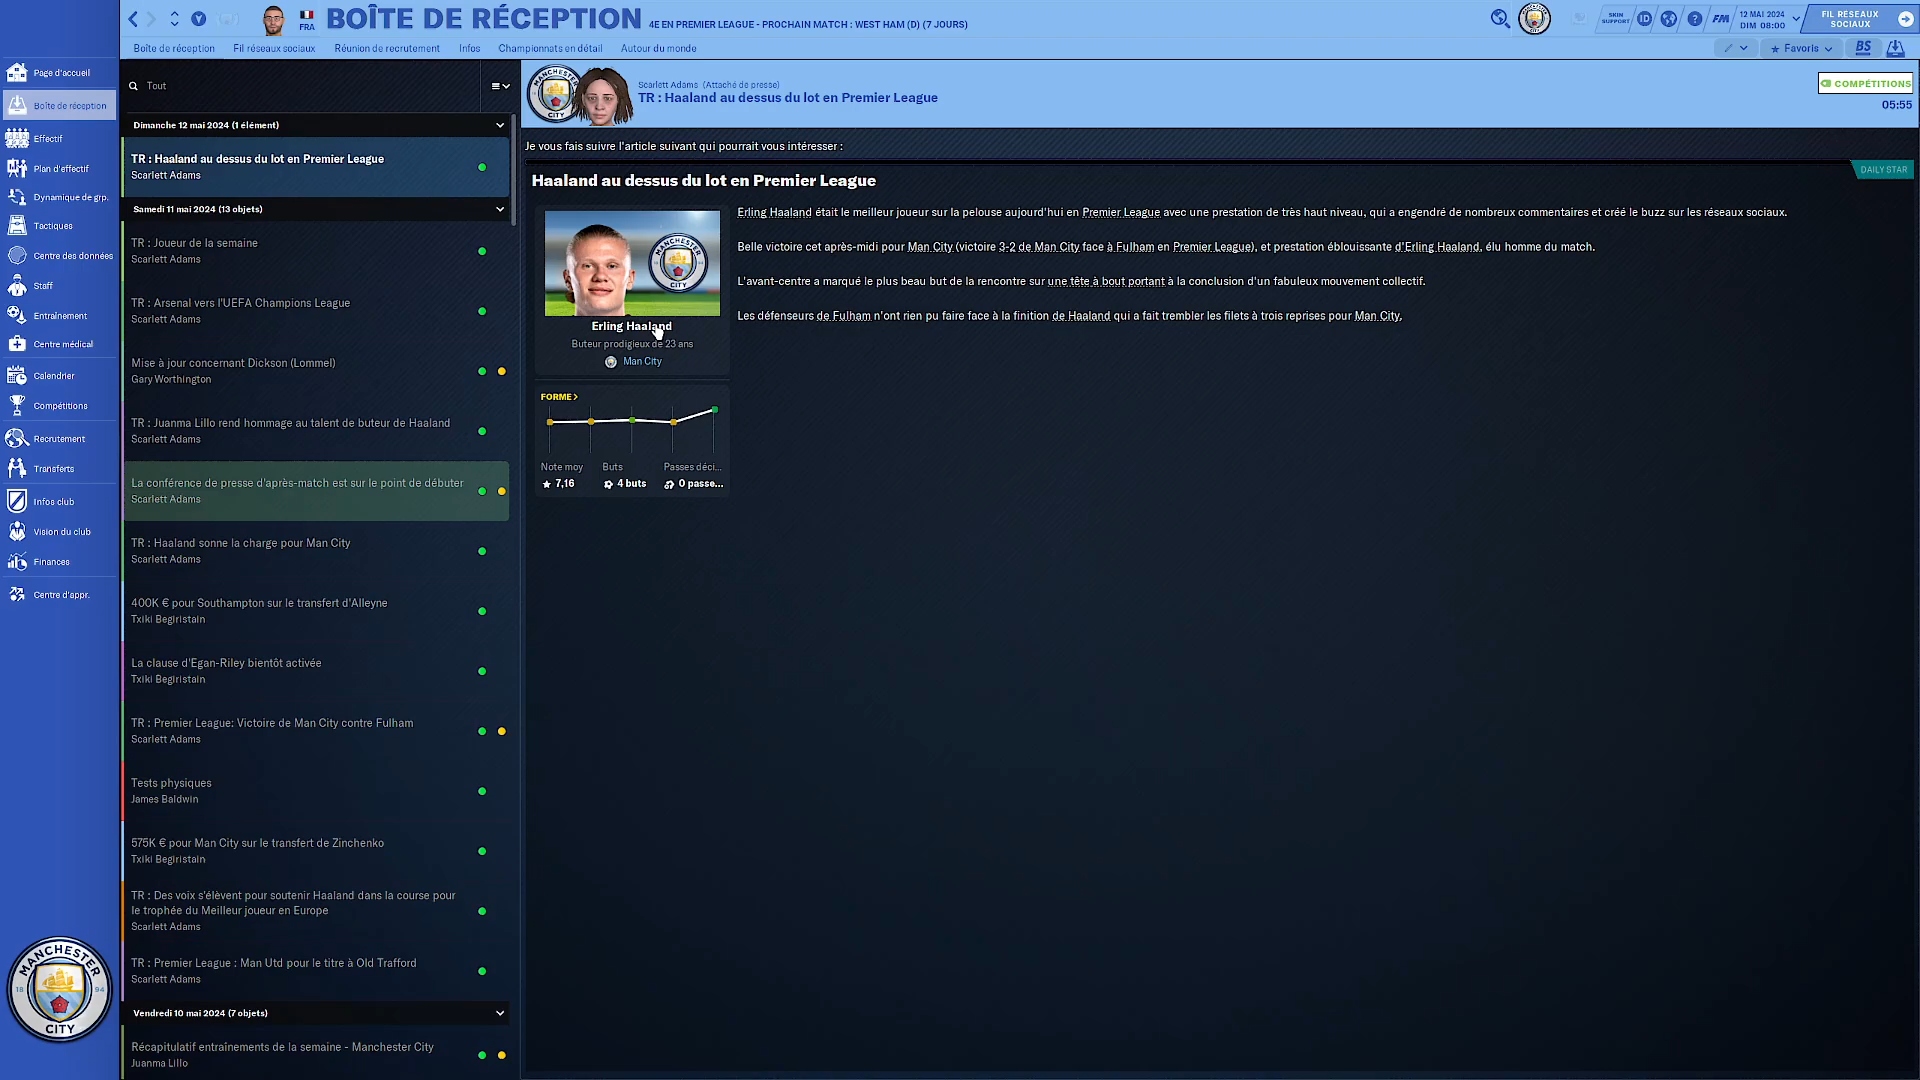 FRA
BOÎTE DE RÉCEPTION
4E EN PREMIER LEAGUE - PROCHAIN MATCH : WEST HAM (D) (7 JOURS)
SKIN SUPPORT
ID
?
FM
12 MAI 2024
DIM 08:00
FIL RÉSEAUX SOCIAUX
Boîte de réception
Fil réseaux sociaux
Réunion de recrutement
Infos
Championnats en détail
Autour du monde
Favoris
BS
Page d'accueil
Boîte de réception
Effectif
Plan d'effectif
Dynamique de grp.
Tactiques
Centre des données
Staff
Entraînement
Centre médical
Calendrier
Compétitions
Recrutement
Transferts
Infos club
Vision du club
Finances
Centre d'appr.
MANCHESTER
18 94
CITY
Tout
Dimanche 12 mai 2024 (1 élément)
TR : Haaland au dessus du lot en Premier League
Scarlett Adams
Samedi 11 mai 2024 (13 objets)
TR : Joueur de la semaine
Scarlett Adams
TR : Arsenal vers l'UEFA Champions League
Scarlett Adams
Mise à jour concernant Dickson (Lommel)
Gary Worthington
TR : Juanma Lillo rend hommage au talent de buteur de Haaland
Scarlett Adams
La conférence de presse d'après-match est sur le point de débuter
Scarlett Adams
TR : Haaland sonne la charge pour Man City
Scarlett Adams
400K € pour Southampton sur le transfert d'Alleyne
Txiki Begiristain
La clause d'Egan-Riley bientôt activée
Txiki Begiristain
TR : Premier League: Victoire de Man City contre Fulham
Scarlett Adams
Tests physiques
James Baldwin
575K € pour Man City sur le transfert de Zinchenko
Txiki Begiristain
TR : Des voix s'élèvent pour soutenir Haaland dans la course pour
le trophée du Meilleur joueur en Europe
Scarlett Adams
TR : Premier League : Man Utd pour le titre à Old Trafford
Scarlett Adams
Vendredi 10 mai 2024 (7 objets)
Récapitulatif entraînements de la semaine - Manchester City
Juanma Lillo
MANCHESTER
CITY
Scarlett Adams (Attaché de presse)
TR : Haaland au dessus du lot en Premier League
COMPÉTITIONS
05:55
Je vous fais suivre l'article suivant qui pourrait vous intéresser :
DAILY STAR
Haaland au dessus du lot en Premier League
MANCHESTER
CITY
Erling Haaland
Buteur prodigieux de 23 ans
Man City
FORME >
Note moy
Buts
Passes déci...
7,16
4 buts
0 passe...
Erling Haaland était le meilleur joueur sur la pelouse aujourd'hui en Premier League avec une prestation de très haut niveau, qui a engendré de nombreux commentaires et créé le buzz sur les réseaux sociaux.
Belle victoire cet après-midi pour Man City (victoire 3-2 de Man City face à Fulham en Premier League), et prestation éblouissante d'Erling Haaland, élu homme du match.
L'avant-centre a marqué le plus beau but de la rencontre sur une tête à bout portant à la conclusion d'un fabuleux mouvement collectif.
Les défenseurs de Fulham n'ont rien pu faire face à la finition de Haaland qui a fait trembler les filets à trois reprises pour Man City.